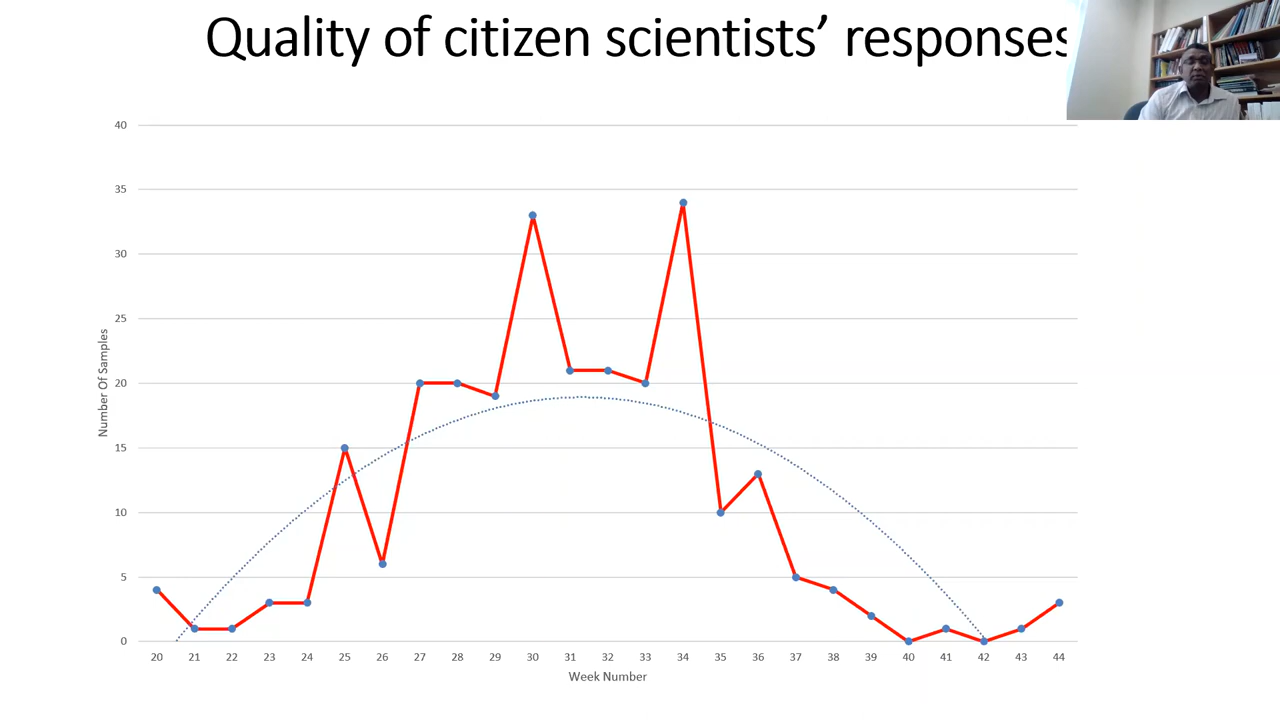 Quality of citizen scientists’ responses
40
35
30
25
20
15
10
5
0
Number Of Samples
20 21 22 23 24 25 26 27 28 29 30 31 32 33 34 35 36 37 38 39 40 41 42 43 44
Week Number